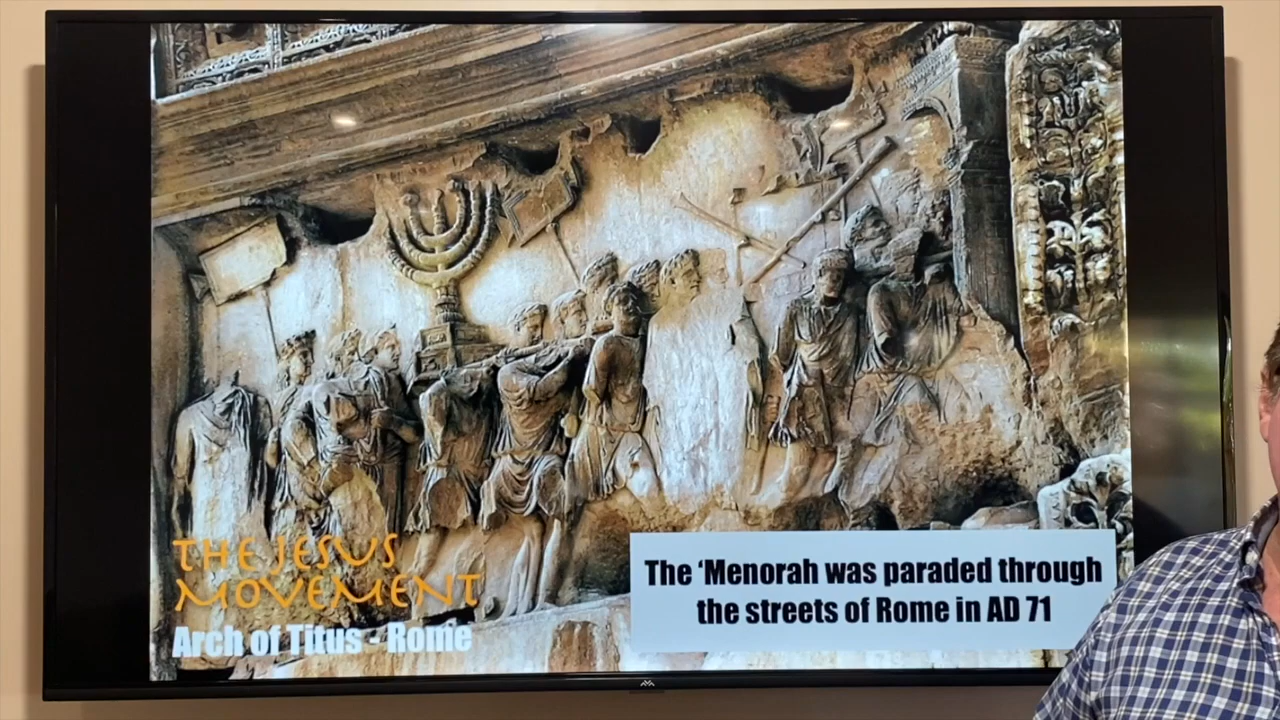 THE JESUS
MOVEMENT
Arch of Titus - Rome
The ‘Menorah was paraded through
the streets of Rome in AD 71